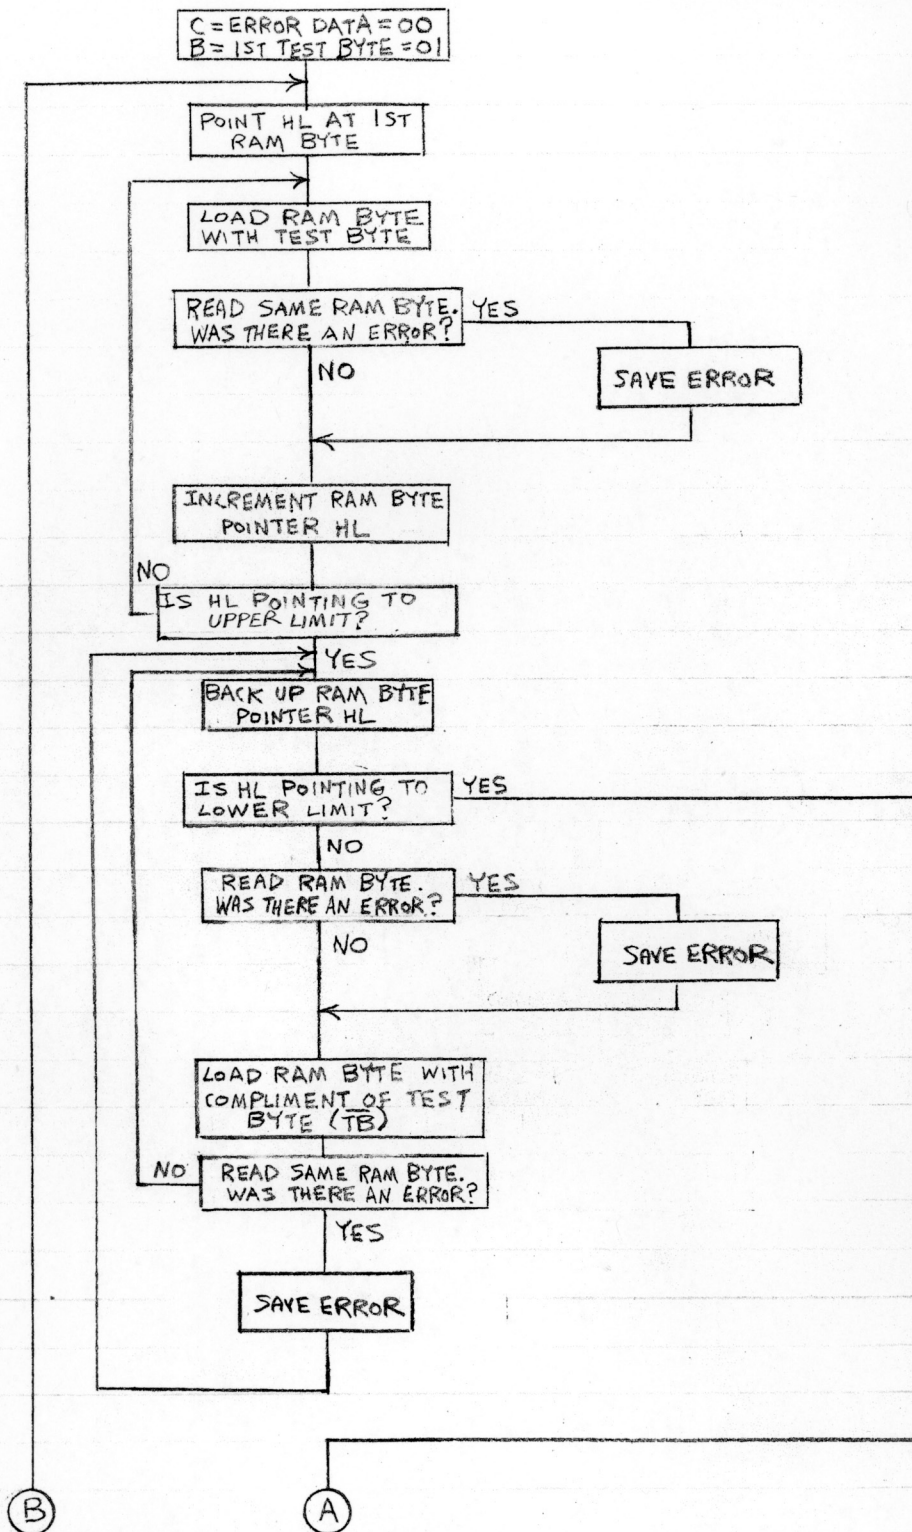 C = ERROR DATA = 00
B = 1ST TEST BYTE = 01
POINT HL AT 1ST
RAM BYTE
LOAD RAM BYTE
WITH TEST BYTE
READ SAME RAM BYTE.
WAS THERE AN ERROR?
YES
NO
SAVE ERROR
INCREMENT RAM BYTE
POINTER HL
NO
IS HL POINTING TO
UPPER LIMIT?
YES
BACK UP RAM BYTE
POINTER HL
IS HL POINTING TO
LOWER LIMIT?
YES
NO
READ RAM BYTE.
WAS THERE AN ERROR?
YES
NO
SAVE ERROR
LOAD RAM BYTE WITH
COMPLIMENT OF TEST
BYTE (T̅B̅)
NO
READ SAME RAM BYTE.
WAS THERE AN ERROR?
YES
SAVE ERROR
B
A